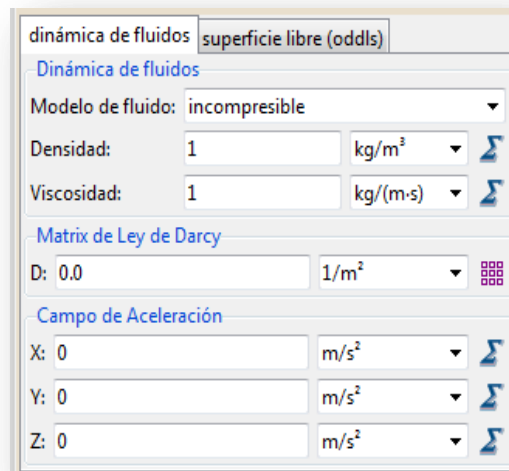 dinámica de fluidos superficie libre (oddls)
Dinámica de fluidos
Modelo de fluido: incompresible
Densidad: 1 kg/m³ Σ
Viscosidad: 1 kg/(m·s) Σ
Matrix de Ley de Darcy
D: 0.0 1/m²
Campo de Aceleración
X: 0 m/s² Σ
Y: 0 m/s² Σ
Z: 0 m/s² Σ